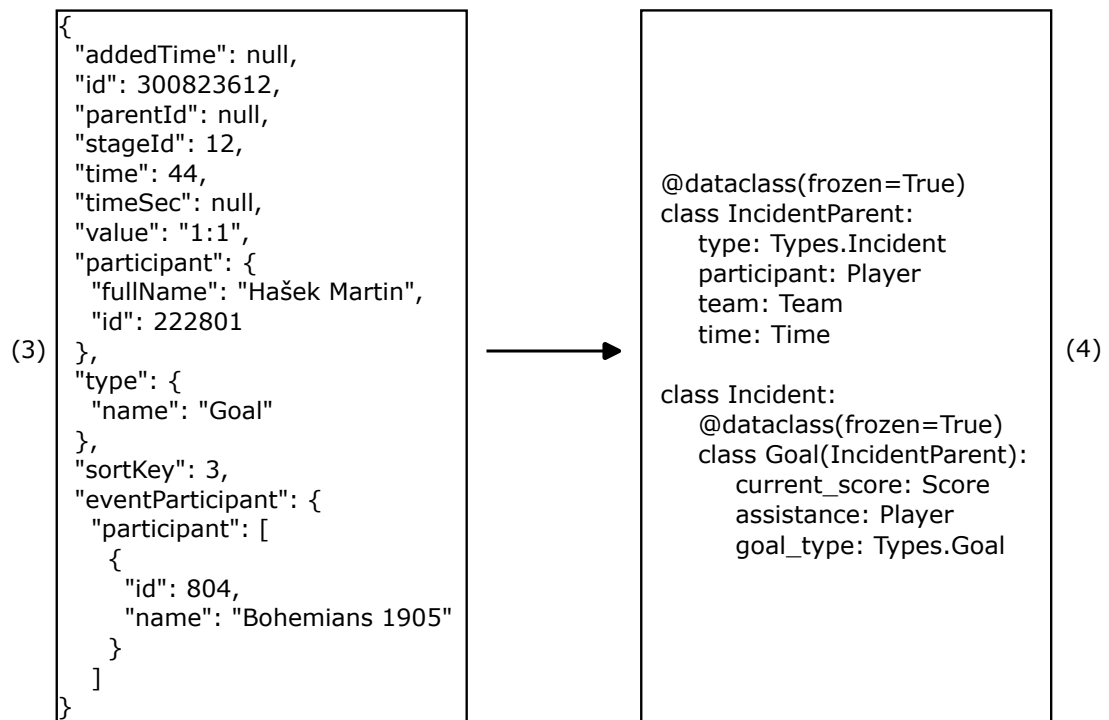 (3)
{
"addedTime": null,
"id": 300823612,
"parentId": null,
"stageId": 12,
"time": 44,
"timeSec": null,
"value": "1:1",
"participant": {
"fullName": "Hašek Martin",
"id": 222801
},
"type": {
"name": "Goal"
},
"sortKey": 3,
"eventParticipant": {
"participant": [
{
"id": 804,
"name": "Bohemians 1905"
}
]
}
@dataclass(frozen=True)
class IncidentParent:
type: Types.Incident
participant: Player
team: Team
time: Time
class Incident:
@dataclass(frozen=True)
class Goal(IncidentParent):
current_score: Score
assistance: Player
goal_type: Types.Goal
(4)